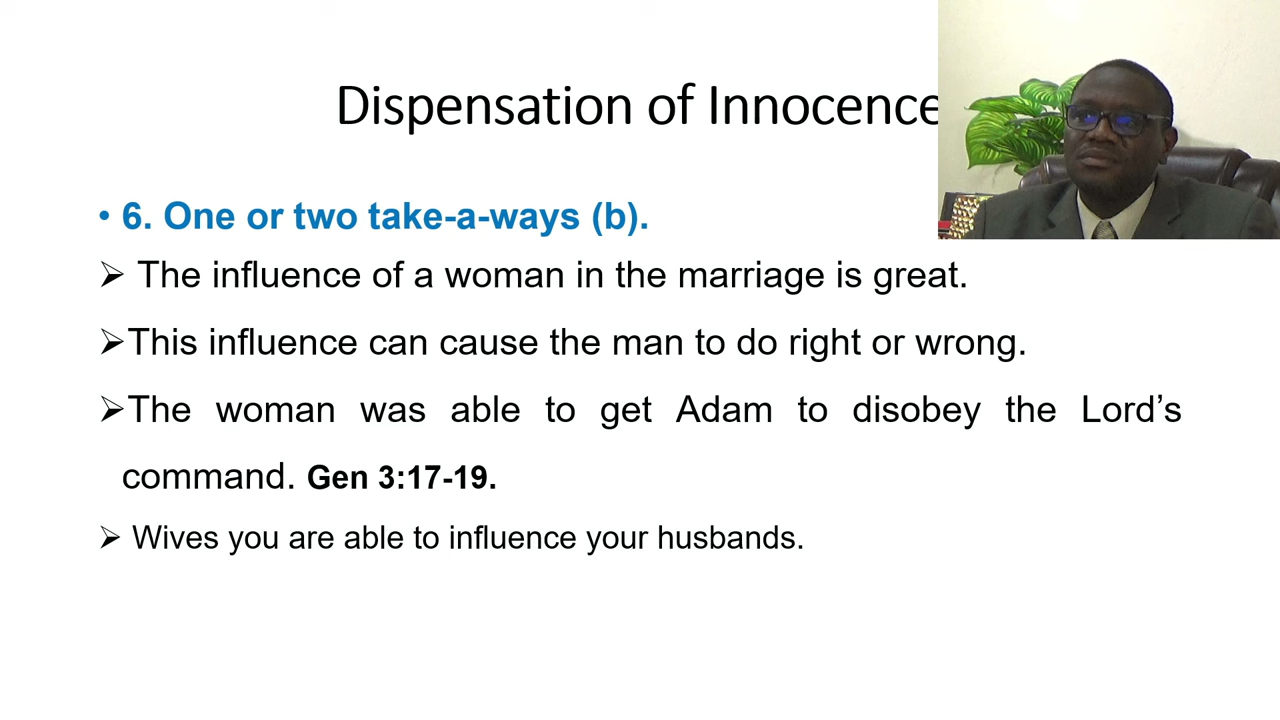 Dispensation of Innocence
• 6. One or two take-a-ways (b).
➢ The influence of a woman in the marriage is great.
➢This influence can cause the man to do right or wrong.
➢The woman was able to get Adam to disobey the Lord’s
command. Gen 3:17-19.
➢ Wives you are able to influence your husbands.